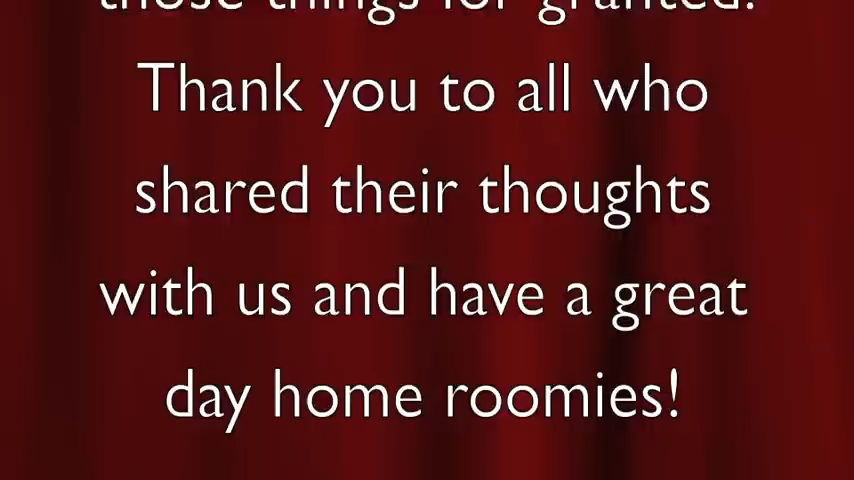 those things for granted.
Thank you to all who
shared their thoughts
with us and have a great
day home roomies!